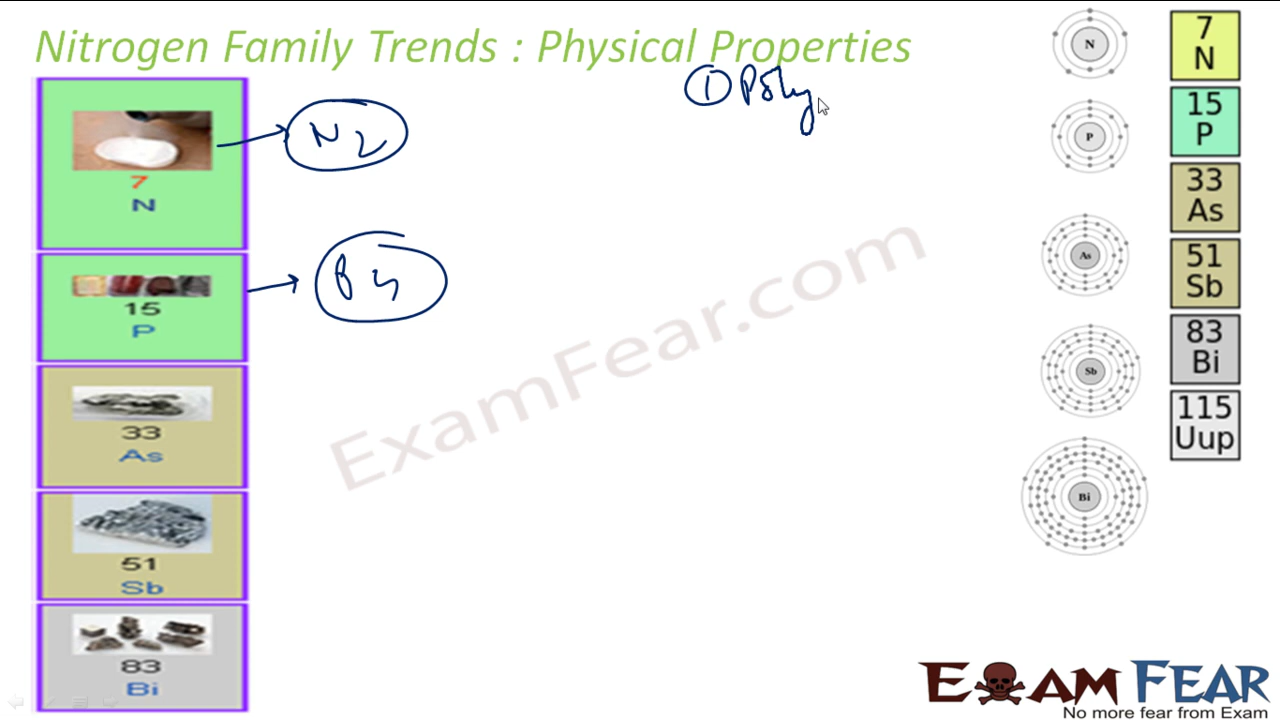 Nitrogen Family Trends : Physical Properties
① Poly
N2
7
N
P4
15
P
33
As
51
Sb
83
Bi
N
P
As
Sb
Bi
7
N
15
P
33
As
51
Sb
83
Bi
115
Uup
ExamFear.com
EXAM FEAR
No more fear from Exam